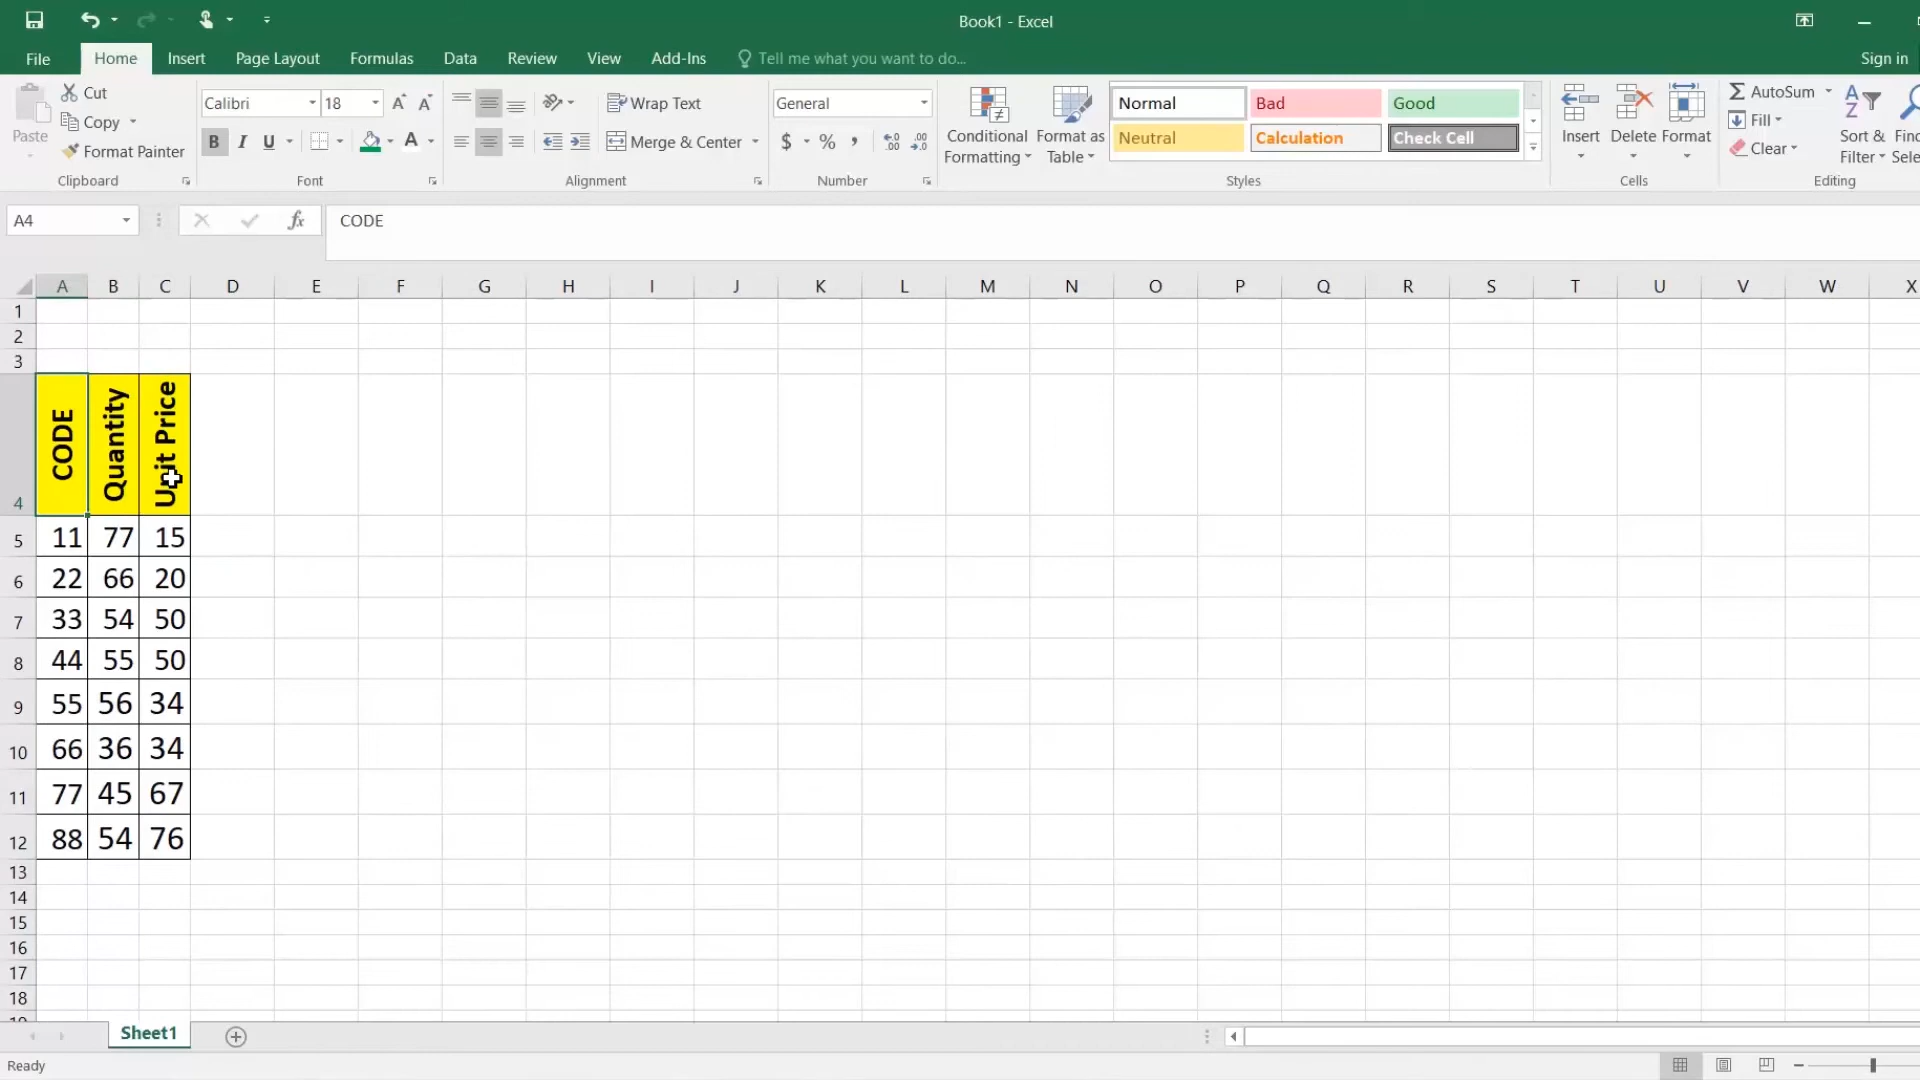 Book1 - Excel
File Home Insert Page Layout Formulas Data Review View Add-Ins Tell me what you want to do... Sign in
Paste
Cut
Copy
Format Painter
Clipboard
Calibri 18
B I U A
Font
Wrap Text
Merge & Center
Alignment
General
$ % ,
Number
Conditional Formatting
Format as Table
Normal Bad Good
Neutral Calculation Check Cell
Styles
Insert Delete Format
Cells
AutoSum
Fill
Clear
Sort & Filter
Editing
A4 fx CODE
A B C D E F G H I J K L M N O P Q R S T U V W X
1
2
3
4 CODE Quantity Unit Price
5 11 77 15
6 22 66 20
7 33 54 50
8 44 55 50
9 55 56 34
10 66 36 34
11 77 45 67
12 88 54 76
13
14
15
16
17
18
Sheet1
Ready